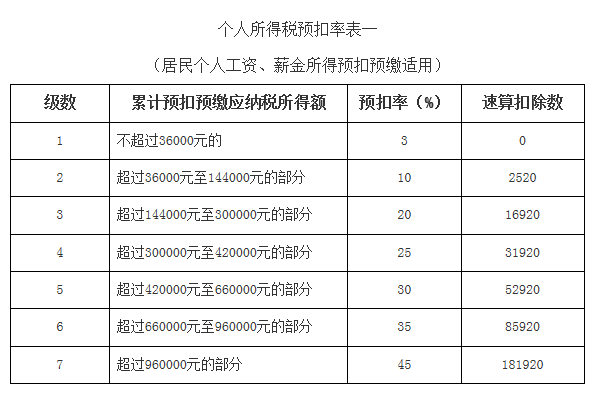 个人所得税预扣率表一
（居民个人工资、薪金所得预扣预缴适用）
级数 累计预扣预缴应纳税所得额 预扣率（%） 速算扣除数
1 不超过36000元的 3 0
2 超过36000元至144000元的部分 10 2520
3 超过144000元至300000元的部分 20 16920
4 超过300000元至420000元的部分 25 31920
5 超过420000元至660000元的部分 30 52920
6 超过660000元至960000元的部分 35 85920
7 超过960000元的部分 45 181920